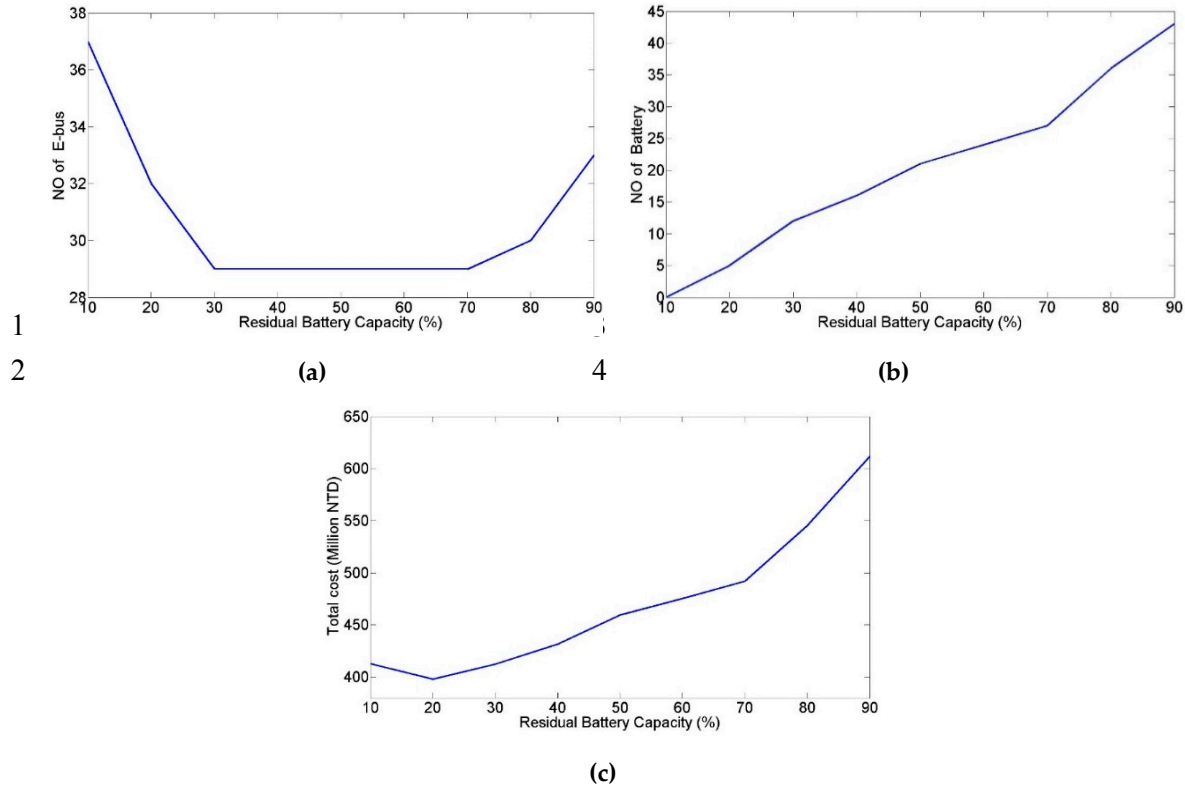 NO of E-bus
38
36
34
32
30
28
10 20 30 40 50 60 70 80 90
Residual Battery Capacity (%)
1
2
(a)
NO of Battery
45
40
35
30
25
20
15
10
5
0
10 20 30 40 50 60 70 80 90
Residual Battery Capacity (%)
4
(b)
Total cost (Million NTD)
650
600
550
500
450
400
10 20 30 40 50 60 70 80 90
Residual Battery Capacity (%)
(c)